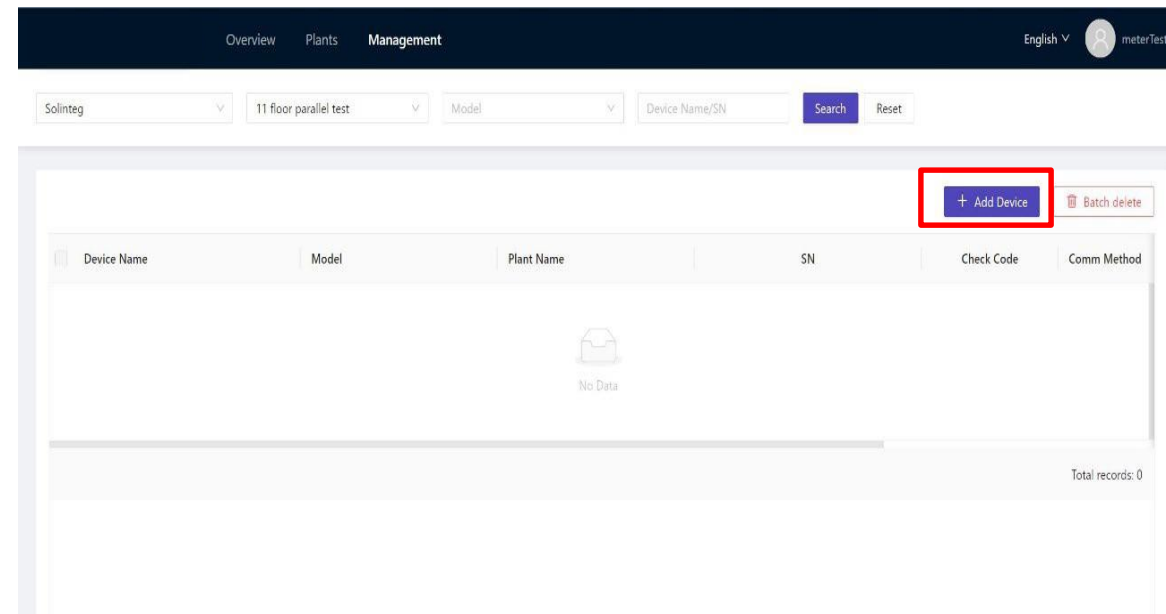 Overview Plants Management English meterTest
Solinteg 11 floor parallel test Model Device Name/SN Search Reset
+ Add Device Batch delete
Device Name Model Plant Name SN Check Code Comm Method
No Data
Total records: 0